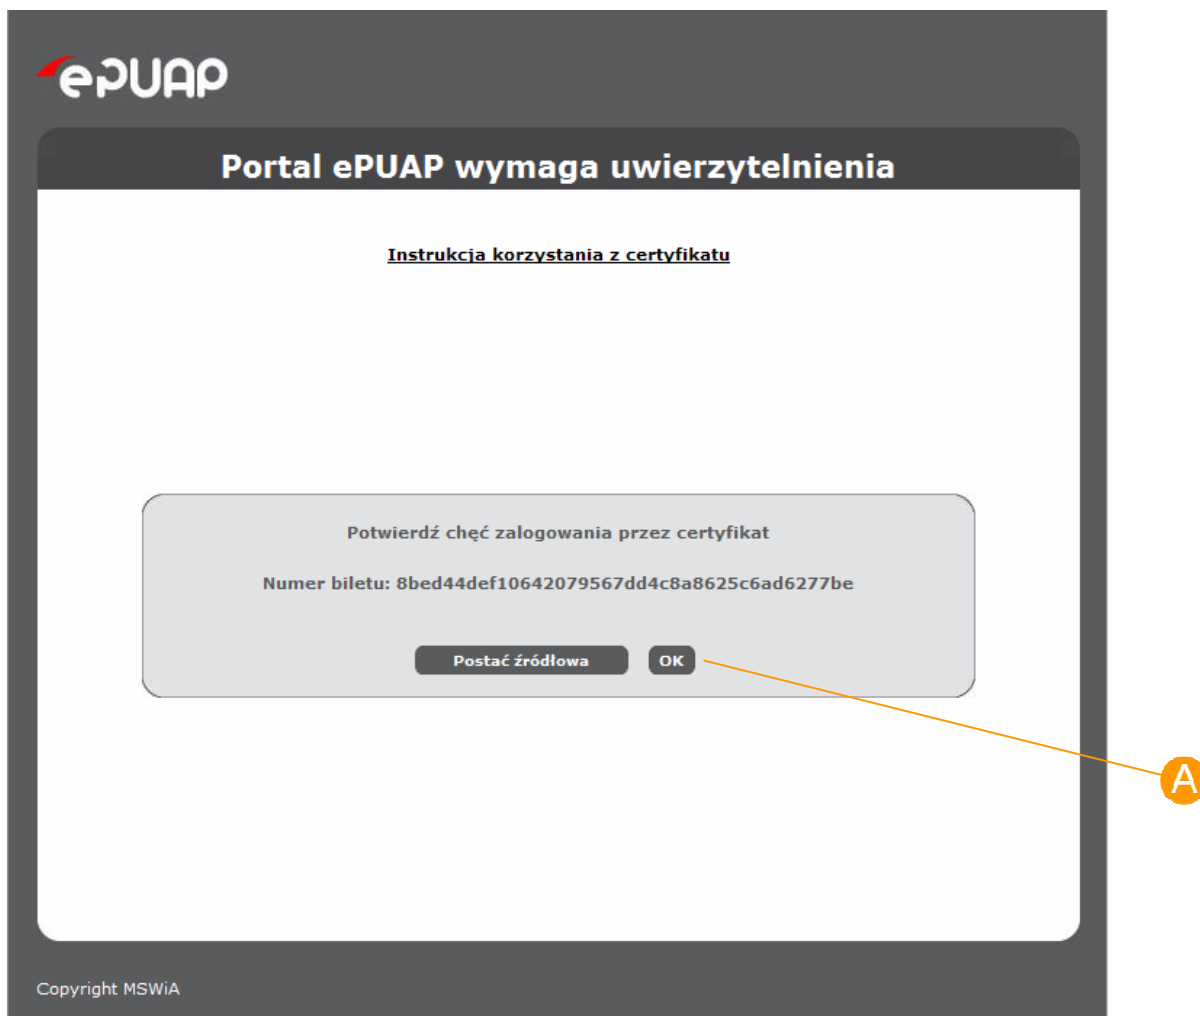 ePUAP
Portal ePUAP wymaga uwierzytelnienia
Instrukcja korzystania z certyfikatu
Potwierdź chęć zalogowania przez certyfikat
Numer biletu: 8bed44def10642079567dd4c8a8625c6ad6277be
Postać źródłowa OK
A
Copyright MSWiA